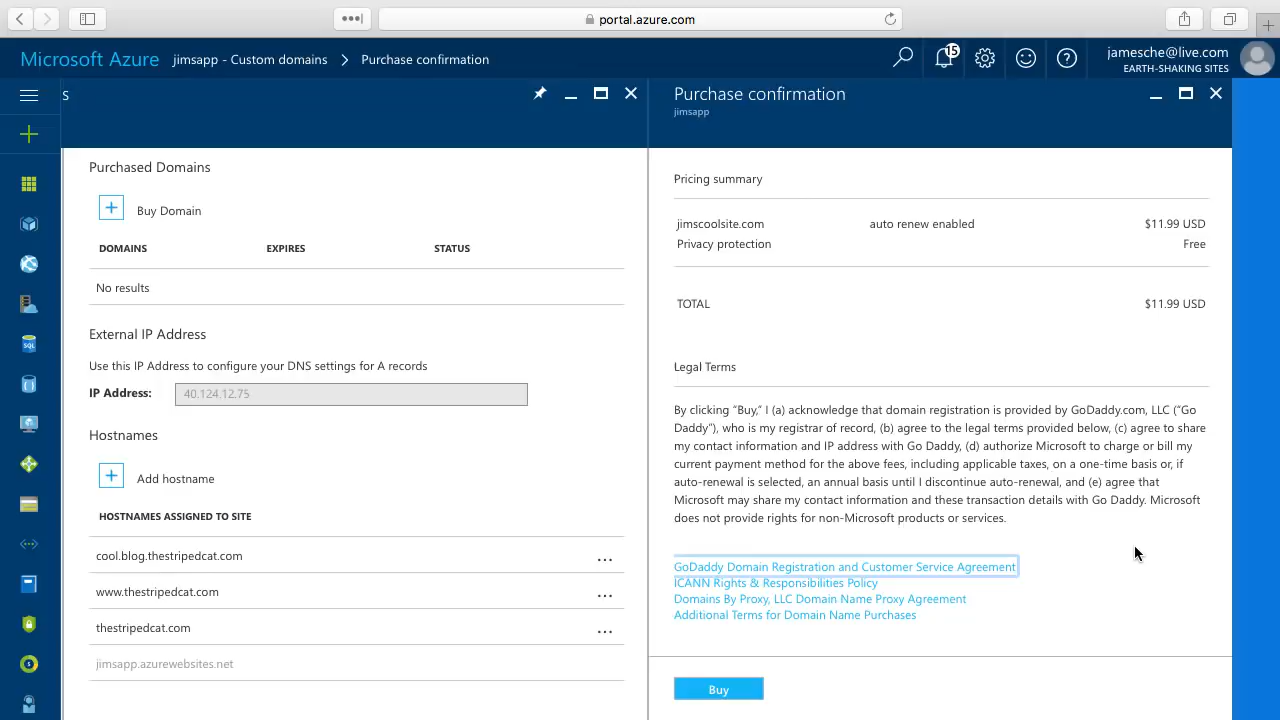 portal.azure.com
Microsoft Azure jimsapp - Custom domains > Purchase confirmation
15
jamesche@live.com
EARTH-SHAKING SITES
s
Purchased Domains
Buy Domain
DOMAINS EXPIRES STATUS
No results
External IP Address
Use this IP Address to configure your DNS settings for A records
IP Address: 40.124.12.75
Hostnames
Add hostname
HOSTNAMES ASSIGNED TO SITE
cool.blog.thestripedcat.com ...
www.thestripedcat.com ...
thestripedcat.com ...
jimsapp.azurewebsites.net
Purchase confirmation
jimsapp
Pricing summary
jimscoolsite.com auto renew enabled $11.99 USD
Privacy protection Free
TOTAL $11.99 USD
Legal Terms
By clicking “Buy,” I (a) acknowledge that domain registration is provided by GoDaddy.com, LLC (“Go
Daddy”), who is my registrar of record, (b) agree to the legal terms provided below, (c) agree to share
my contact information and IP address with Go Daddy, (d) authorize Microsoft to charge or bill my
current payment method for the above fees, including applicable taxes, on a one-time basis or, if
auto-renewal is selected, an annual basis until I discontinue auto-renewal, and (e) agree that
Microsoft may share my contact information and these transaction details with Go Daddy. Microsoft
does not provide rights for non-Microsoft products or services.
GoDaddy Domain Registration and Customer Service Agreement
ICANN Rights & Responsibilities Policy
Domains By Proxy, LLC Domain Name Proxy Agreement
Additional Terms for Domain Name Purchases
Buy
SQL